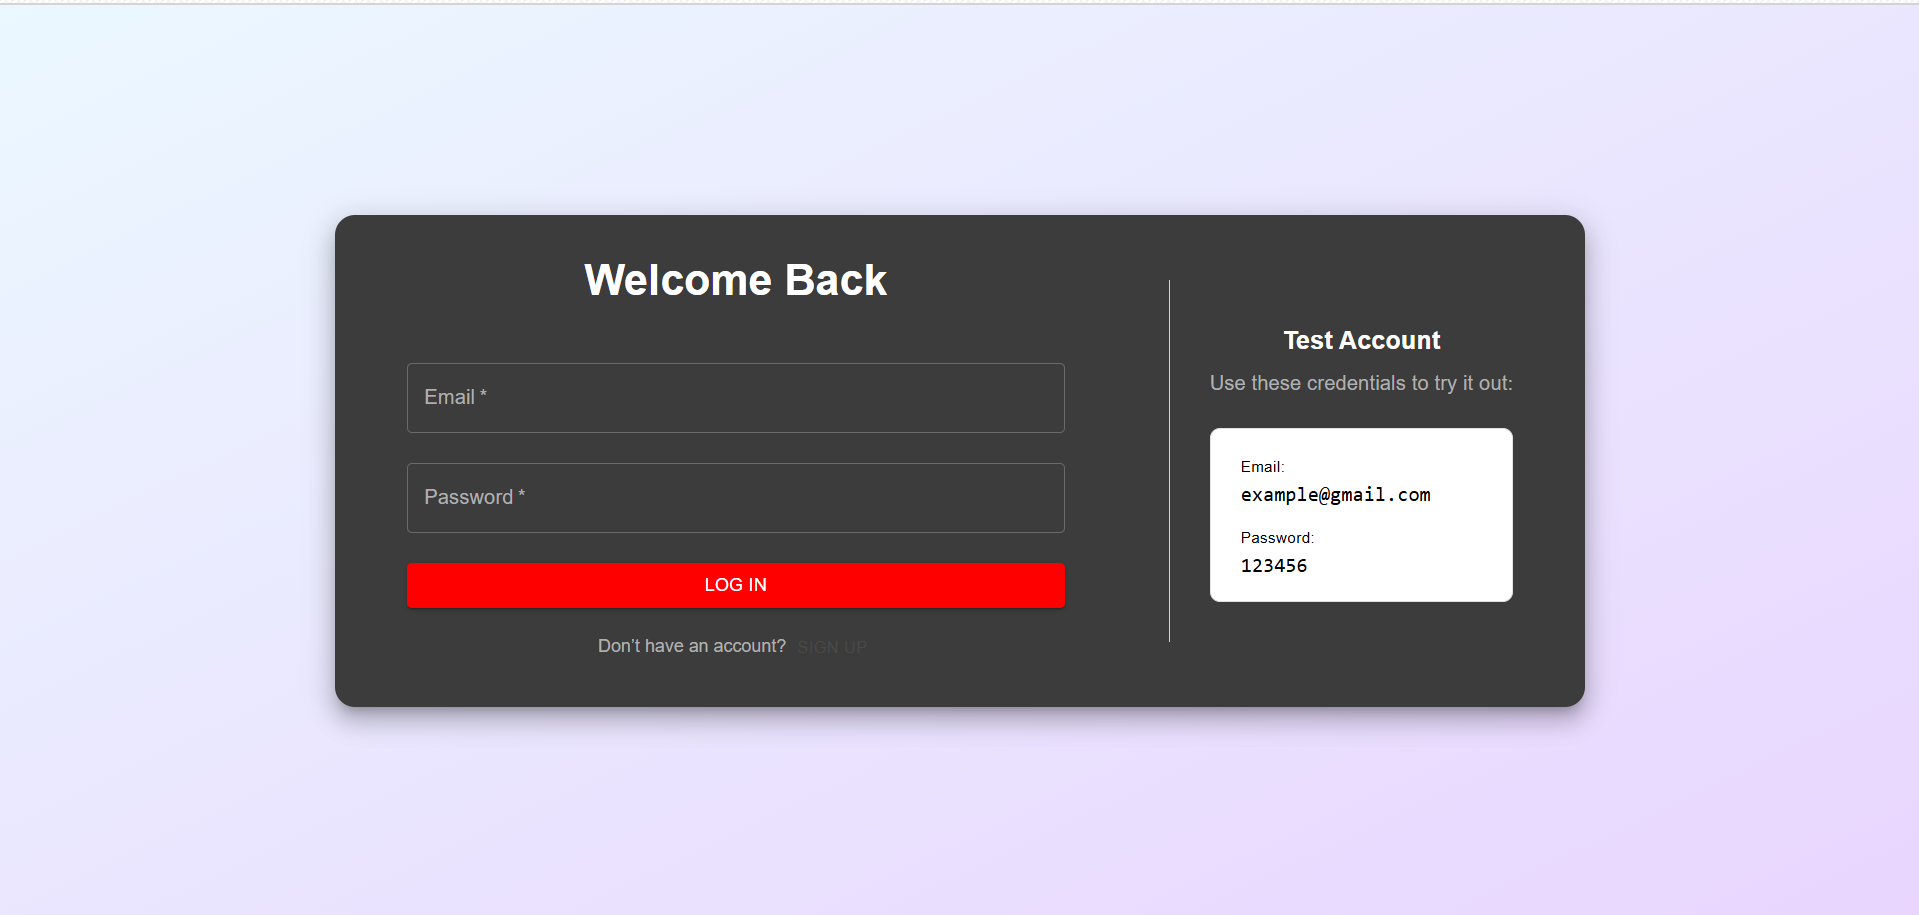 Welcome Back
Email *
Password *
LOG IN
Don’t have an account? SIGN UP
Test Account
Use these credentials to try it out:
Email:
example@gmail.com
Password:
123456